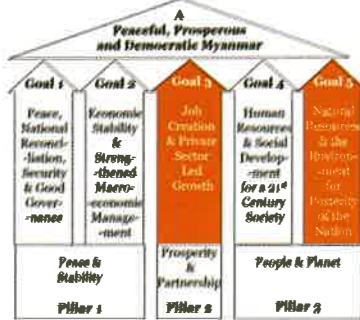 A
Peaceful, Prosperous
and Democratic Myanmar
Goal 1
Peace,
National
Reconci-
-liation,
Security
& Good
Gover-
-nance
Goal 2
Economic
Stability
&
Streng-
-thened
Macro-
economic
Manage-
-ment
Goal 3
Job
Creation
& Private
Sector
Led
Growth
Goal 4
Human
Resources
& Social
Develop-
-ment
for a 21st
Century
Society
Goal 5
Natural
Resources
& the
Environ-
-ment for
Posterity
of the
Nation
Peace &
Stability
Pillar 1
Prosperity
&
Partnership
Pillar 2
People & Planet
Pillar 3